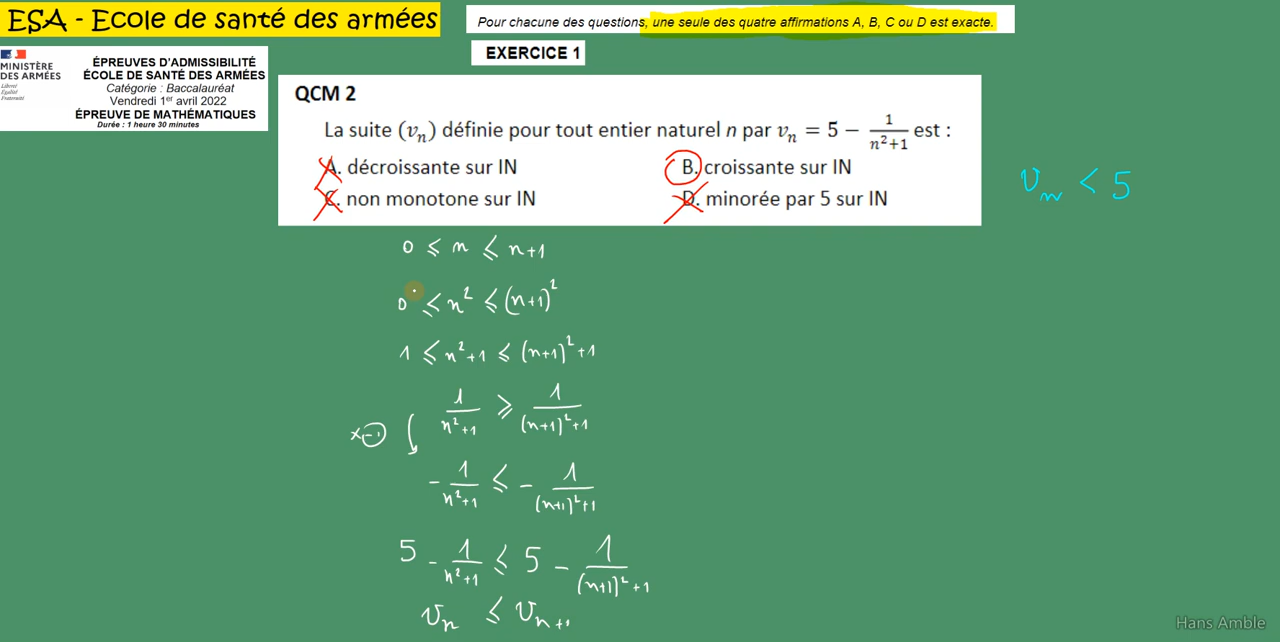 ESA - Ecole de santé des armées
Pour chacune des questions, une seule des quatre affirmations A, B, C ou D est exacte.
EXERCICE 1
MINISTÈRE
DES ARMÉES
Liberté
Égalité
Fraternité
ÉPREUVES D'ADMISSIBILITÉ
ÉCOLE DE SANTÉ DES ARMÉES
Catégorie : Baccalauréat
Vendredi 1er avril 2022
ÉPREUVE DE MATHÉMATIQUES
Durée : 1 heure 30 minutes
QCM 2
La suite (vₙ) définie pour tout entier naturel n par vₙ = 5 − 1/(n²+1) est :
A. décroissante sur IN
B. croissante sur IN
C. non monotone sur IN
D. minorée par 5 sur IN
vₙ < 5
0 ⩽ n ⩽ n+1
0 ⩽ n² ⩽ (n+1)²
1 ⩽ n²+1 ⩽ (n+1)²+1
1/(n²+1) ⩾ 1/((n+1)²+1)
×(-1)
-1/(n²+1) ⩽ -1/((n+1)²+1)
5 - 1/(n²+1) ⩽ 5 - 1/((n+1)²+1)
vₙ ⩽ vₙ₊₁
Hans Amble